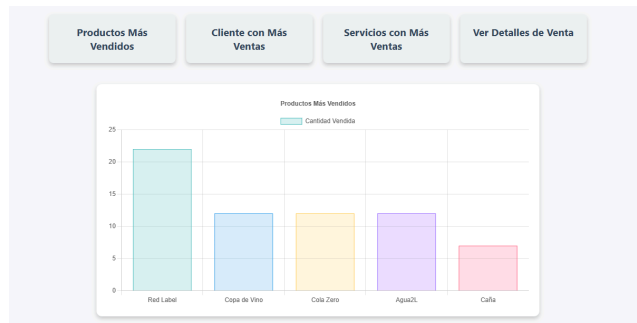 Productos Más
Vendidos
Cliente con Más
Ventas
Servicios con Más
Ventas
Ver Detalles de Venta
Productos Más Vendidos
Cantidad Vendida
25
20
15
10
5
0
Red Label
Copa de Vino
Cola Zero
Agua2L
Caña